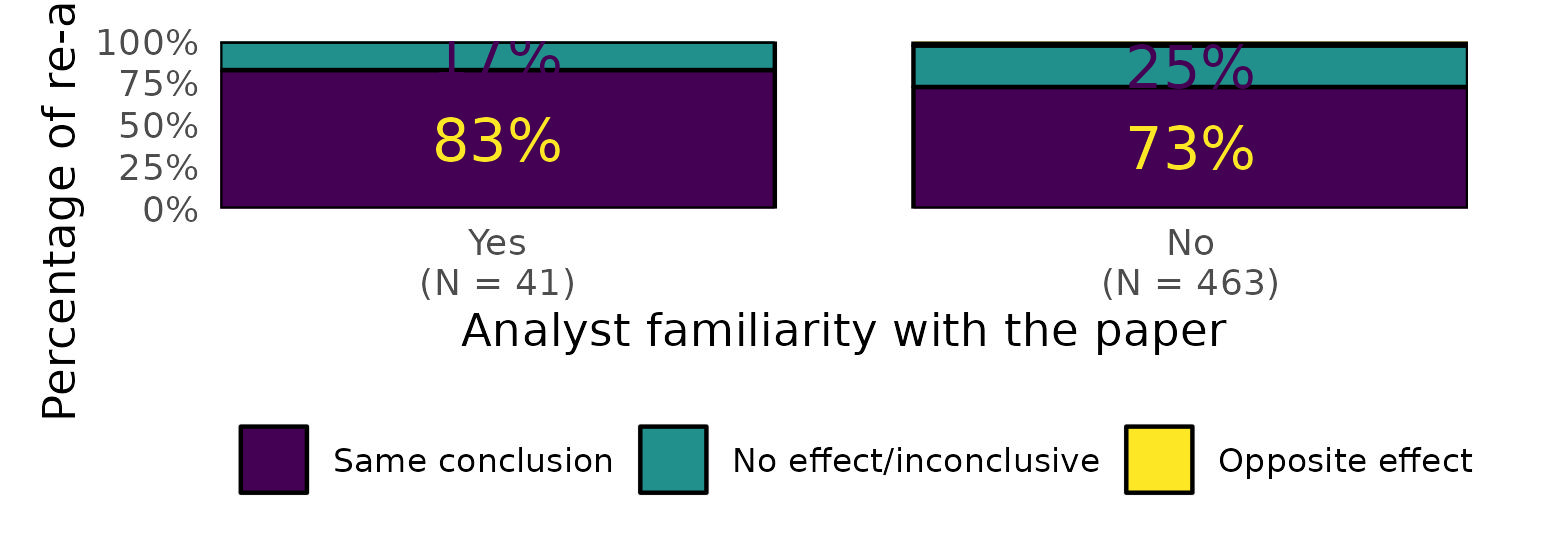 Percentage of re-a
100%
75%
50%
25%
0%
17%
83%
25%
73%
Yes
(N = 41)
No
(N = 463)
Analyst familiarity with the paper
Same conclusion
No effect/inconclusive
Opposite effect